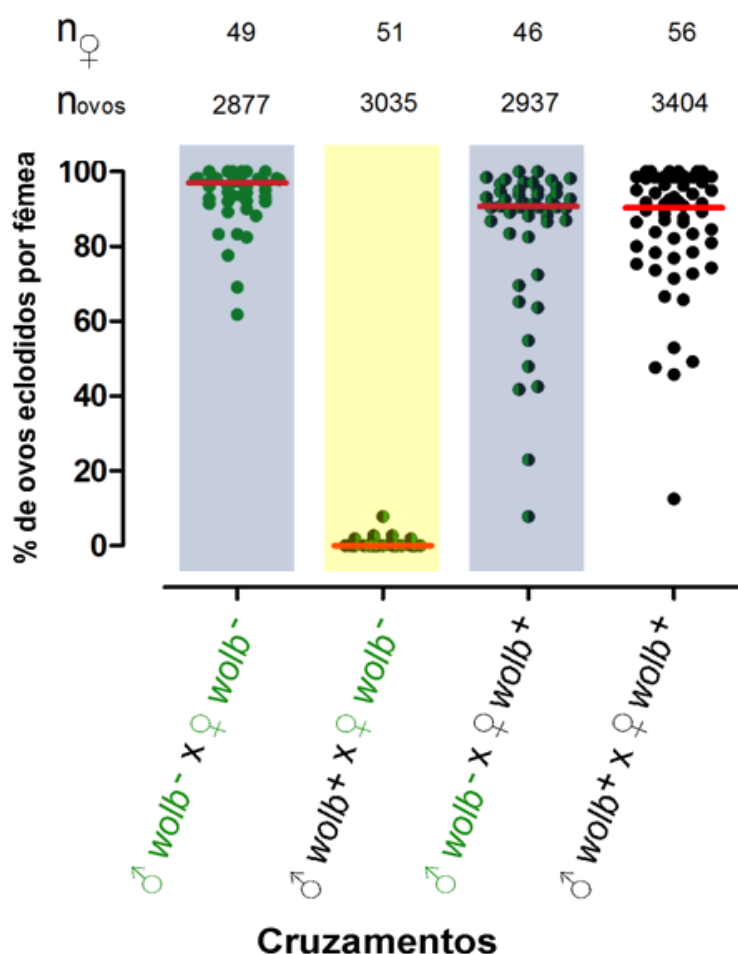 n♀ 49 51 46 56
novos 2877 3035 2937 3404
% de ovos eclodidos por fêmea
100
80
60
40
20
0
♂ wolb- x ♀ wolb-
♂ wolb+ x ♀ wolb-
♂ wolb- x ♀ wolb+
♂ wolb+ x ♀ wolb+
Cruzamentos